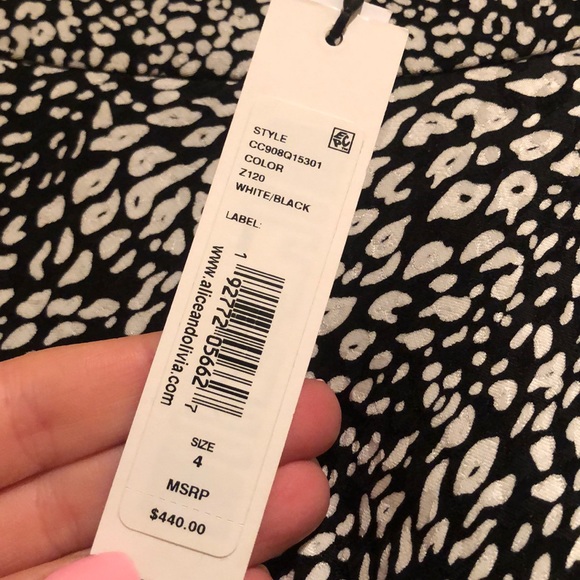 STYLE
CC908Q15301
COLOR
Z120
WHITE/BLACK
LABEL:
1 92772 05662 7
www.aliceandolivia.com
SIZE
4
MSRP
$440.00